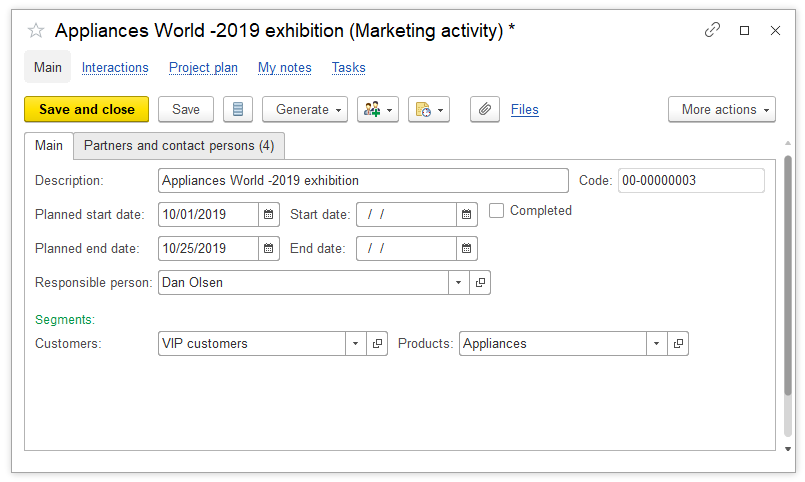 Appliances World -2019 exhibition (Marketing activity) *
Main Interactions Project plan My notes Tasks
Save and close Save Generate Files More actions
Main Partners and contact persons (4)
Description: Appliances World -2019 exhibition Code: 00-00000003
Planned start date: 10/01/2019 Start date: / / Completed
Planned end date: 10/25/2019 End date: / /
Responsible person: Dan Olsen
Segments:
Customers: VIP customers Products: Appliances